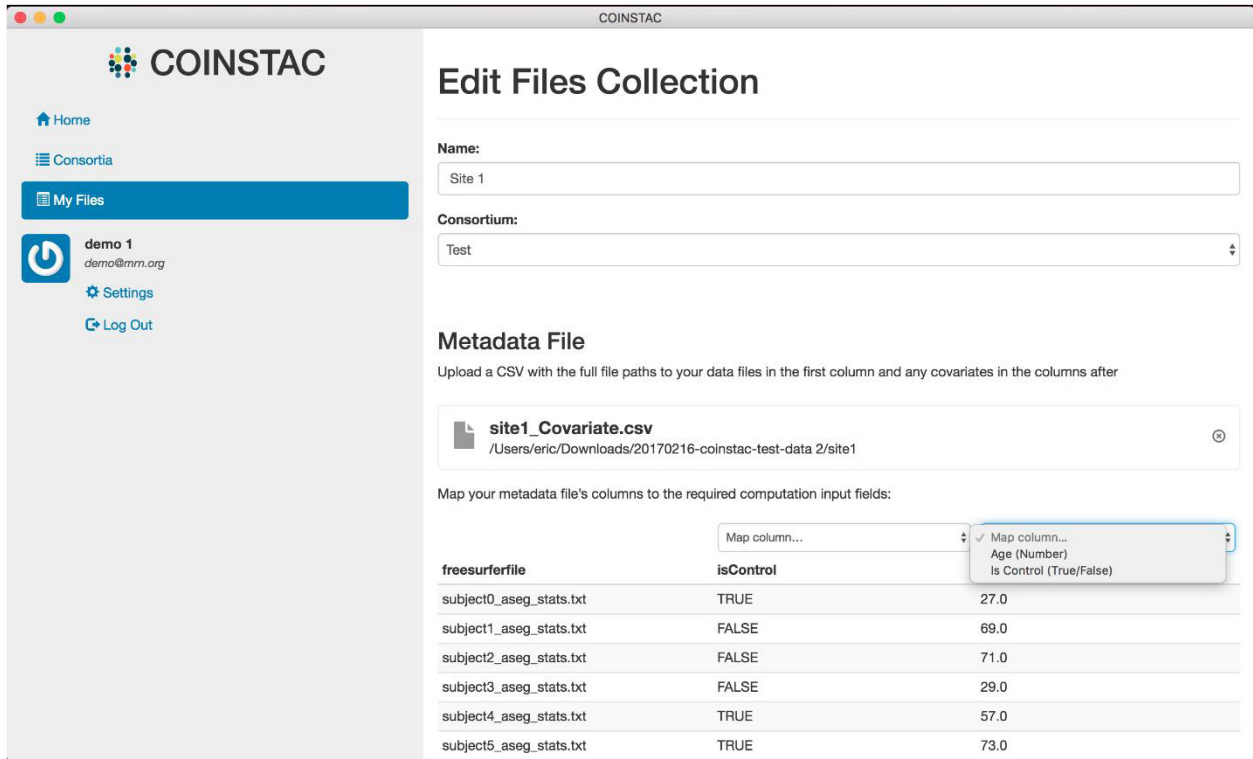 COINSTAC
COINSTAC
Home
Consortia
My Files
demo 1
demo@mrn.org
Settings
Log Out
Edit Files Collection
Name:
Site 1
Consortium:
Test
Metadata File
Upload a CSV with the full file paths to your data files in the first column and any covariates in the columns after
site1_Covariate.csv
/Users/eric/Downloads/20170216-coinstac-test-data 2/site1
Map your metadata file's columns to the required computation input fields:
Map column... ✓ Map column...
Age (Number)
Is Control (True/False)
freesurferfile isControl
subject0_aseg_stats.txt TRUE 27.0
subject1_aseg_stats.txt FALSE 69.0
subject2_aseg_stats.txt FALSE 71.0
subject3_aseg_stats.txt FALSE 29.0
subject4_aseg_stats.txt TRUE 57.0
subject5_aseg_stats.txt TRUE 73.0